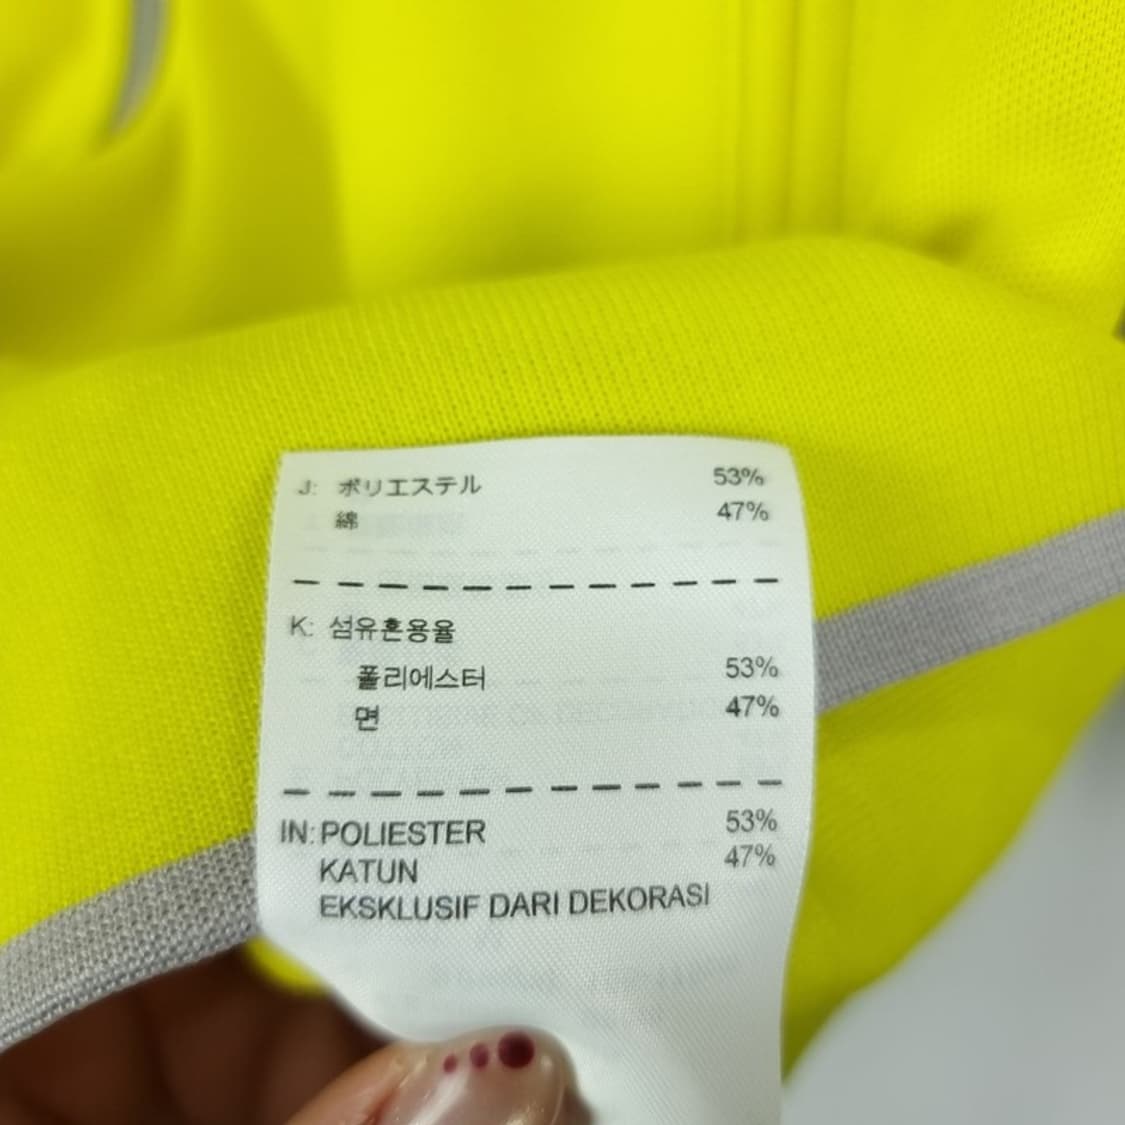 J: ポリエステル 53%
綿 47%
K: 섬유혼용율
폴리에스터 53%
면 47%
IN: POLIESTER 53%
KATUN 47%
EKSKLUSIF DARI DEKORASI